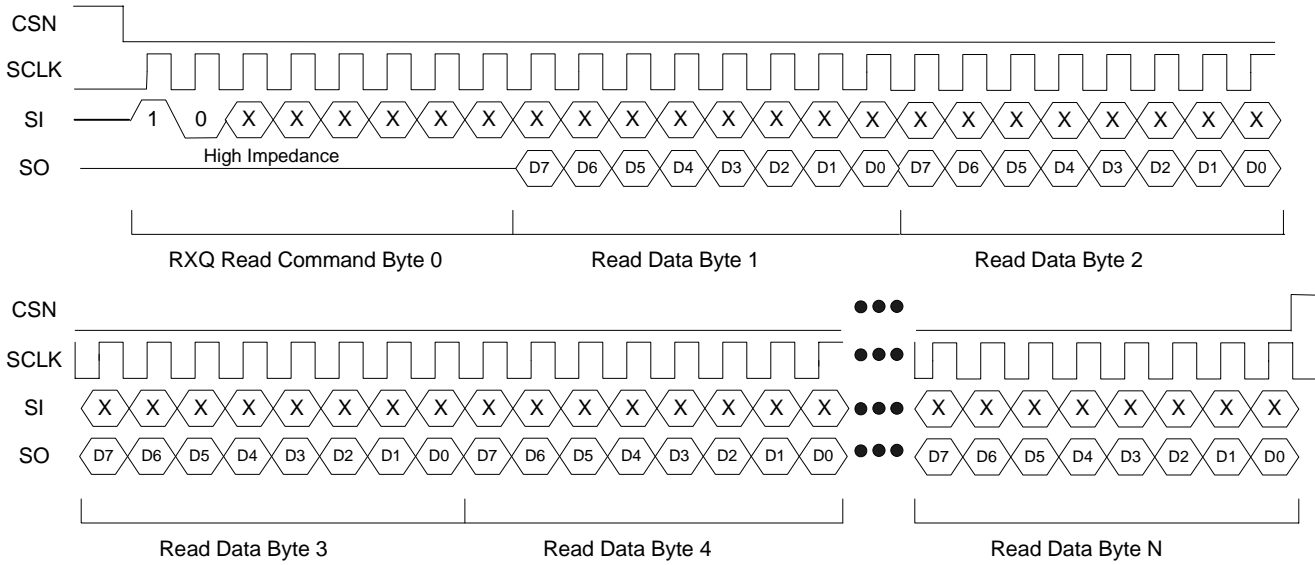 CSN
SCLK
SI 1 0 X X X X X X X X X X X X X X X X X X X X X X
High Impedance
SO D7 D6 D5 D4 D3 D2 D1 D0 D7 D6 D5 D4 D3 D2 D1 D0
RXQ Read Command Byte 0 Read Data Byte 1 Read Data Byte 2
CSN
SCLK
SI X X X X X X X X X X X X X X X X X X X X X X X X
SO D7 D6 D5 D4 D3 D2 D1 D0 D7 D6 D5 D4 D3 D2 D1 D0 D7 D6 D5 D4 D3 D2 D1 D0
Read Data Byte 3 Read Data Byte 4 Read Data Byte N